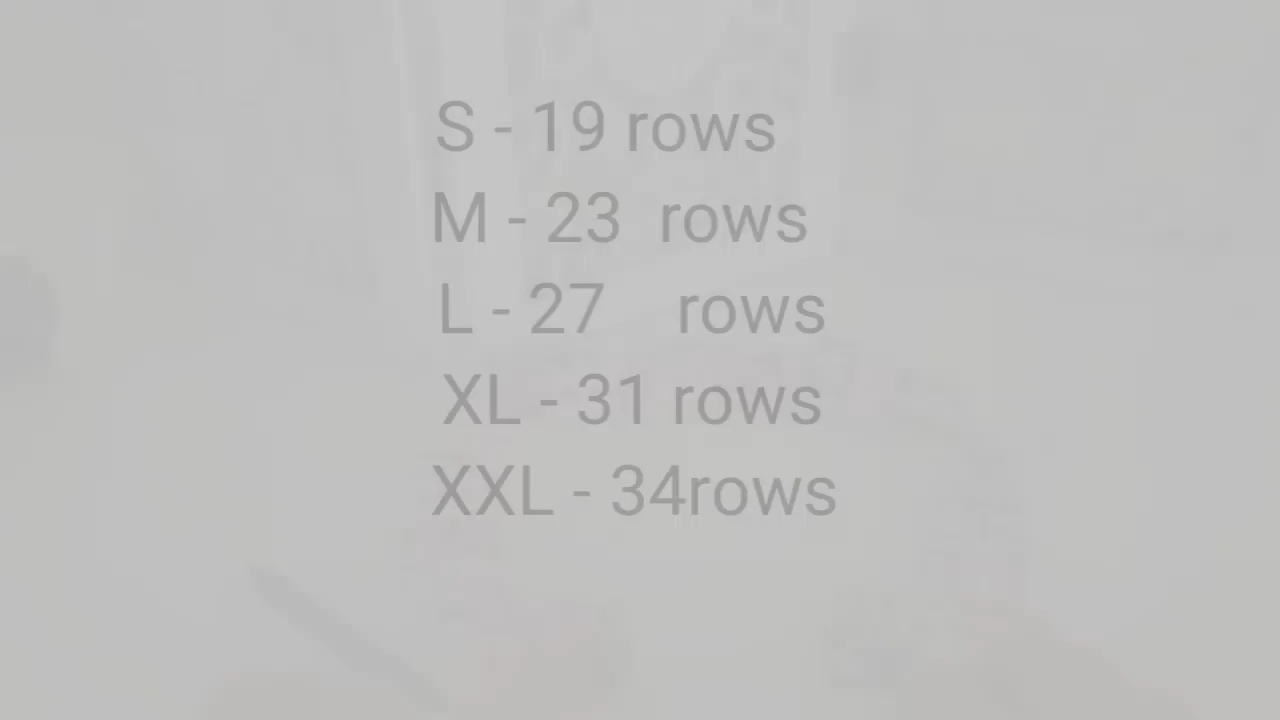 S - 19 rows
M - 23 rows
L - 27 rows
XL - 31 rows
XXL - 34rows